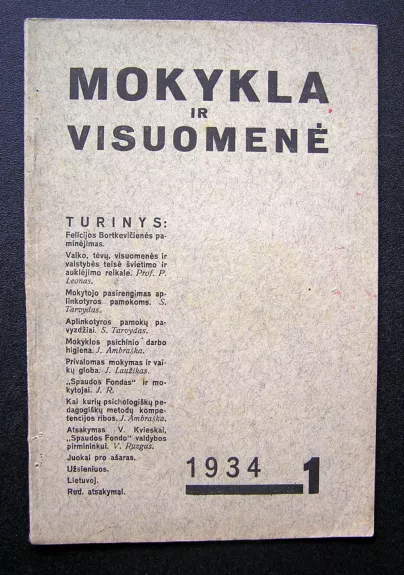 MOKYKLA
IR
VISUOMENĖ
TURINYS:
Felicijos Bortkevičienės pa-
minėjimas.
Vaiko, tėvų, visuomenės ir
valstybės teisė švietimo ir
auklėjimo reikale. Prof. P.
Leonas.
Mokytojo pasirengimas ap-
linkotyros pamokoms. S.
Tarvydas.
Aplinkotyros pamokų pa-
vyzdžiai. S. Tarvydas.
Mokyklos psichinio darbo
higiena. J. Ambraška.
Privalomas mokymas ir vai-
kų globa. J. Laužikas.
„Spaudos Fondas" ir mo-
kytojai. J. R.
Kai kurių psichologiškų pe-
dagogiškų metodų kompe-
tencijos ribos. J. Ambraška.
Atsakymas V. Kvieskai,
„Spaudos Fondo" valdybos
pirmininkui. V. Ruzgas.
Juokai pro ašaras.
Užsieniuos.
Lietuvoj.
Red. atsakymai.
1934 1